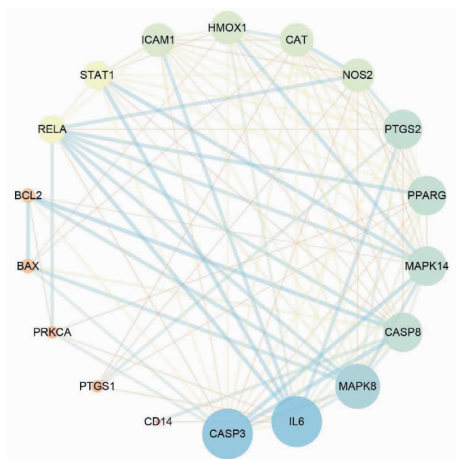 HMOX1
ICAM1
CAT
STAT1
NOS2
RELA
PTGS2
BCL2
PPARG
BAX
MAPK14
PRKCA
CASP8
PTGS1
MAPK8
CD14
IL6
CASP3